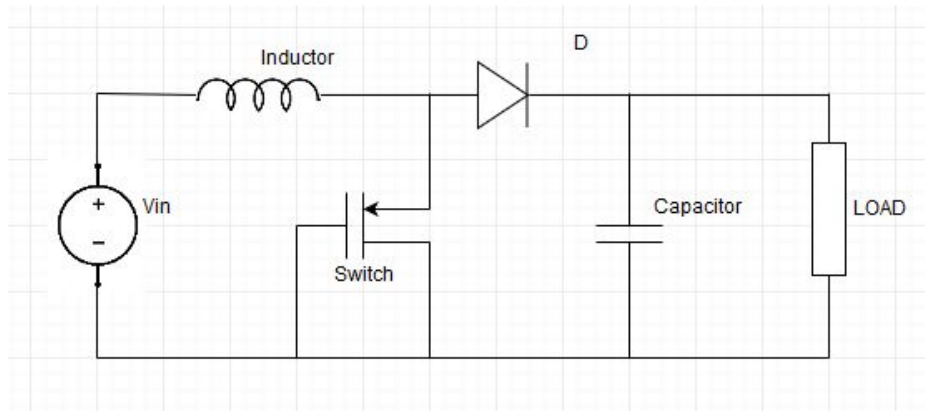 D
Inductor
+
Vin
−
Switch
Capacitor
LOAD